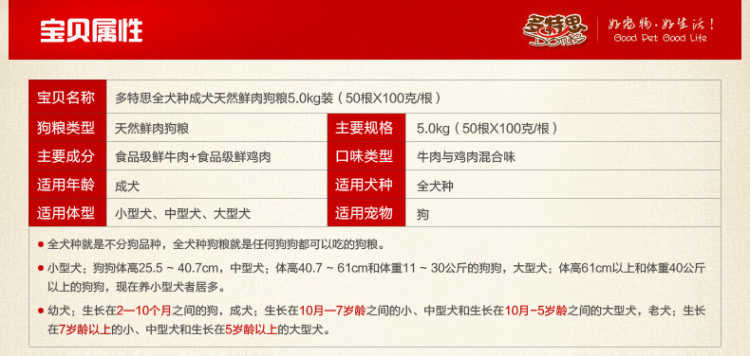 宝贝属性
多特思
好宠物·好生活！
Good Pet Good Life
宝贝名称 多特思全犬种成犬天然鲜肉狗粮5.0kg装（50根X100克/根）
狗粮类型 天然鲜肉狗粮 主要规格 5.0kg（50根X100克/根）
主要成分 食品级鲜牛肉+食品级鲜鸡肉 口味类型 牛肉与鸡肉混合味
适用年龄 成犬 适用犬种 全犬种
适用体型 小型犬、中型犬、大型犬 适用宠物 狗
● 全犬种就是不分狗品种，全犬种狗粮就是任何狗狗都可以吃的狗粮。
● 小型犬；狗狗体高25.5 ~ 40.7cm，中型犬；体高40.7 ~ 61cm和体重11 ~ 30公斤的狗狗，大型犬；体高61cm以上和体重40公斤
以上的狗狗，现在养小型犬者居多。
● 幼犬；生长在2—10个月之间的狗，成犬；生长在10月—7岁龄之间的小、中型犬和生长在10月-5岁龄之间的大型犬，老犬；生长
在7岁龄以上的小、中型犬和生长在5岁龄以上的大型犬。